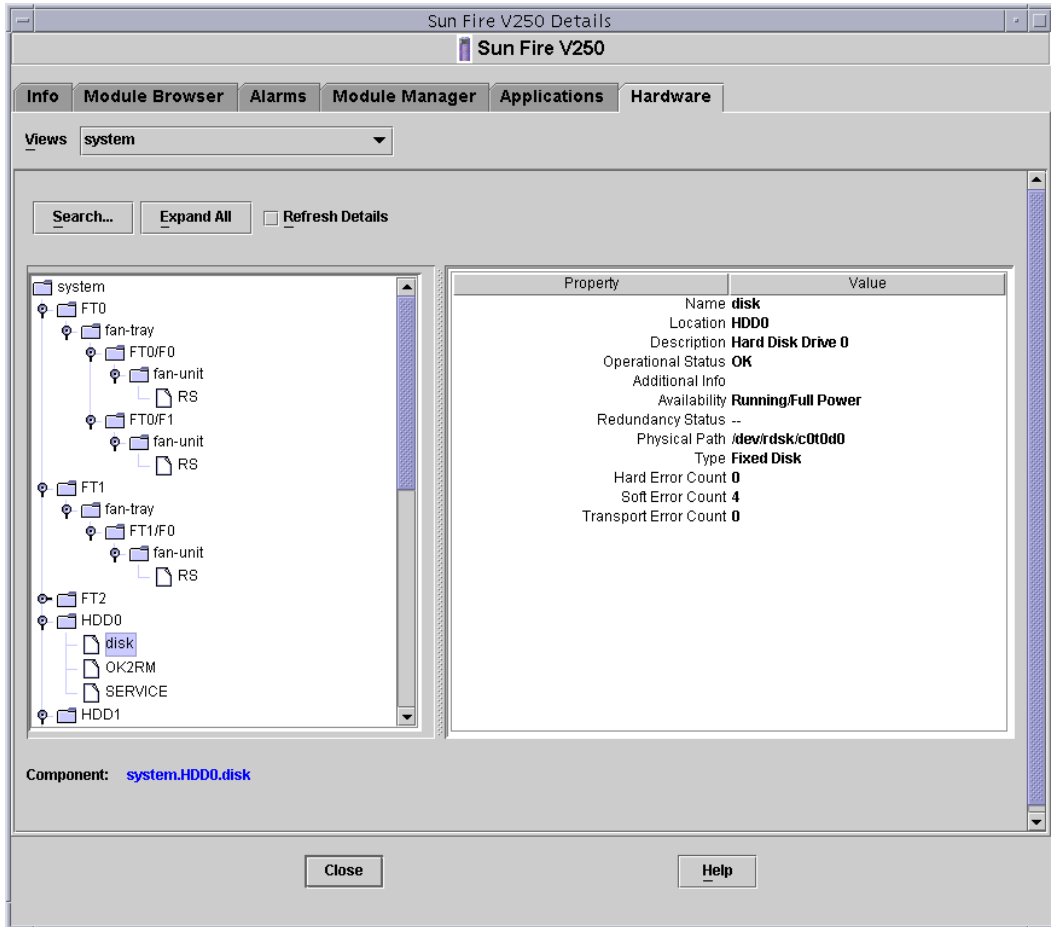 Sun Fire V250 Details
Sun Fire V250
Info Module Browser Alarms Module Manager Applications Hardware
Views system
Search... Expand All Refresh Details
system
FT0
fan-tray
FT0/F0
fan-unit
RS
FT0/F1
fan-unit
RS
FT1
fan-tray
FT1/F0
fan-unit
RS
FT2
HDD0
disk
OK2RM
SERVICE
HDD1
Property Value
Name disk
Location HDD0
Description Hard Disk Drive 0
Operational Status OK
Additional Info
Availability Running/Full Power
Redundancy Status --
Physical Path /dev/rdsk/c0t0d0
Type Fixed Disk
Hard Error Count 0
Soft Error Count 4
Transport Error Count 0
Component: system.HDD0.disk
Close Help